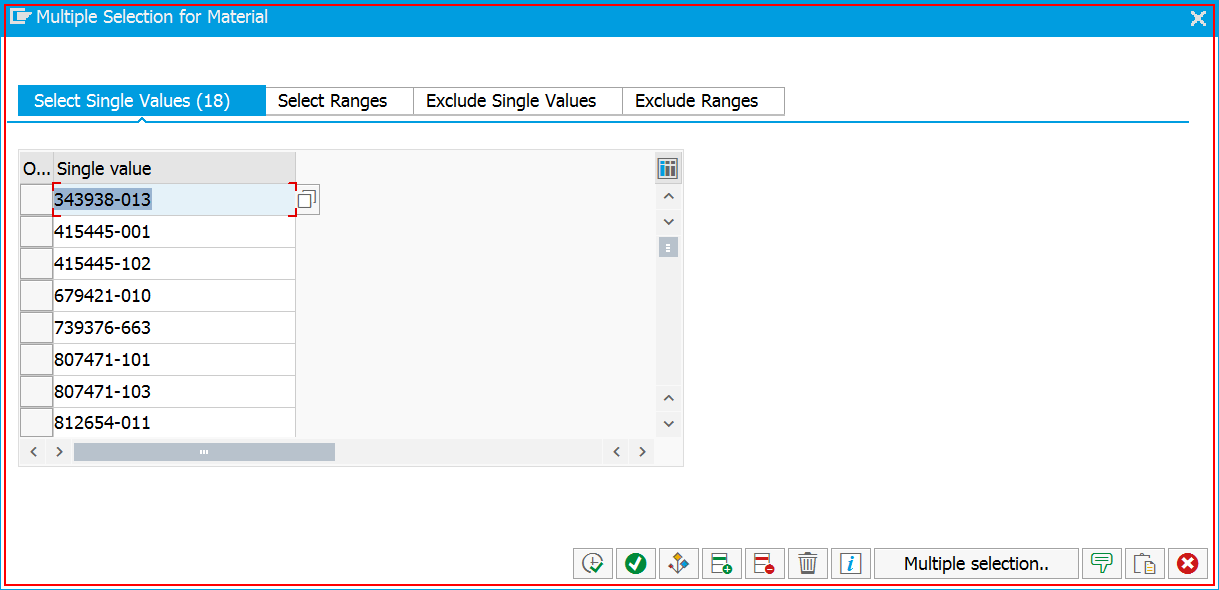 Multiple Selection for Material
Select Single Values (18) Select Ranges Exclude Single Values Exclude Ranges
O... Single value
343938-013
415445-001
415445-102
679421-010
739376-663
807471-101
807471-103
812654-011
Multiple selection..